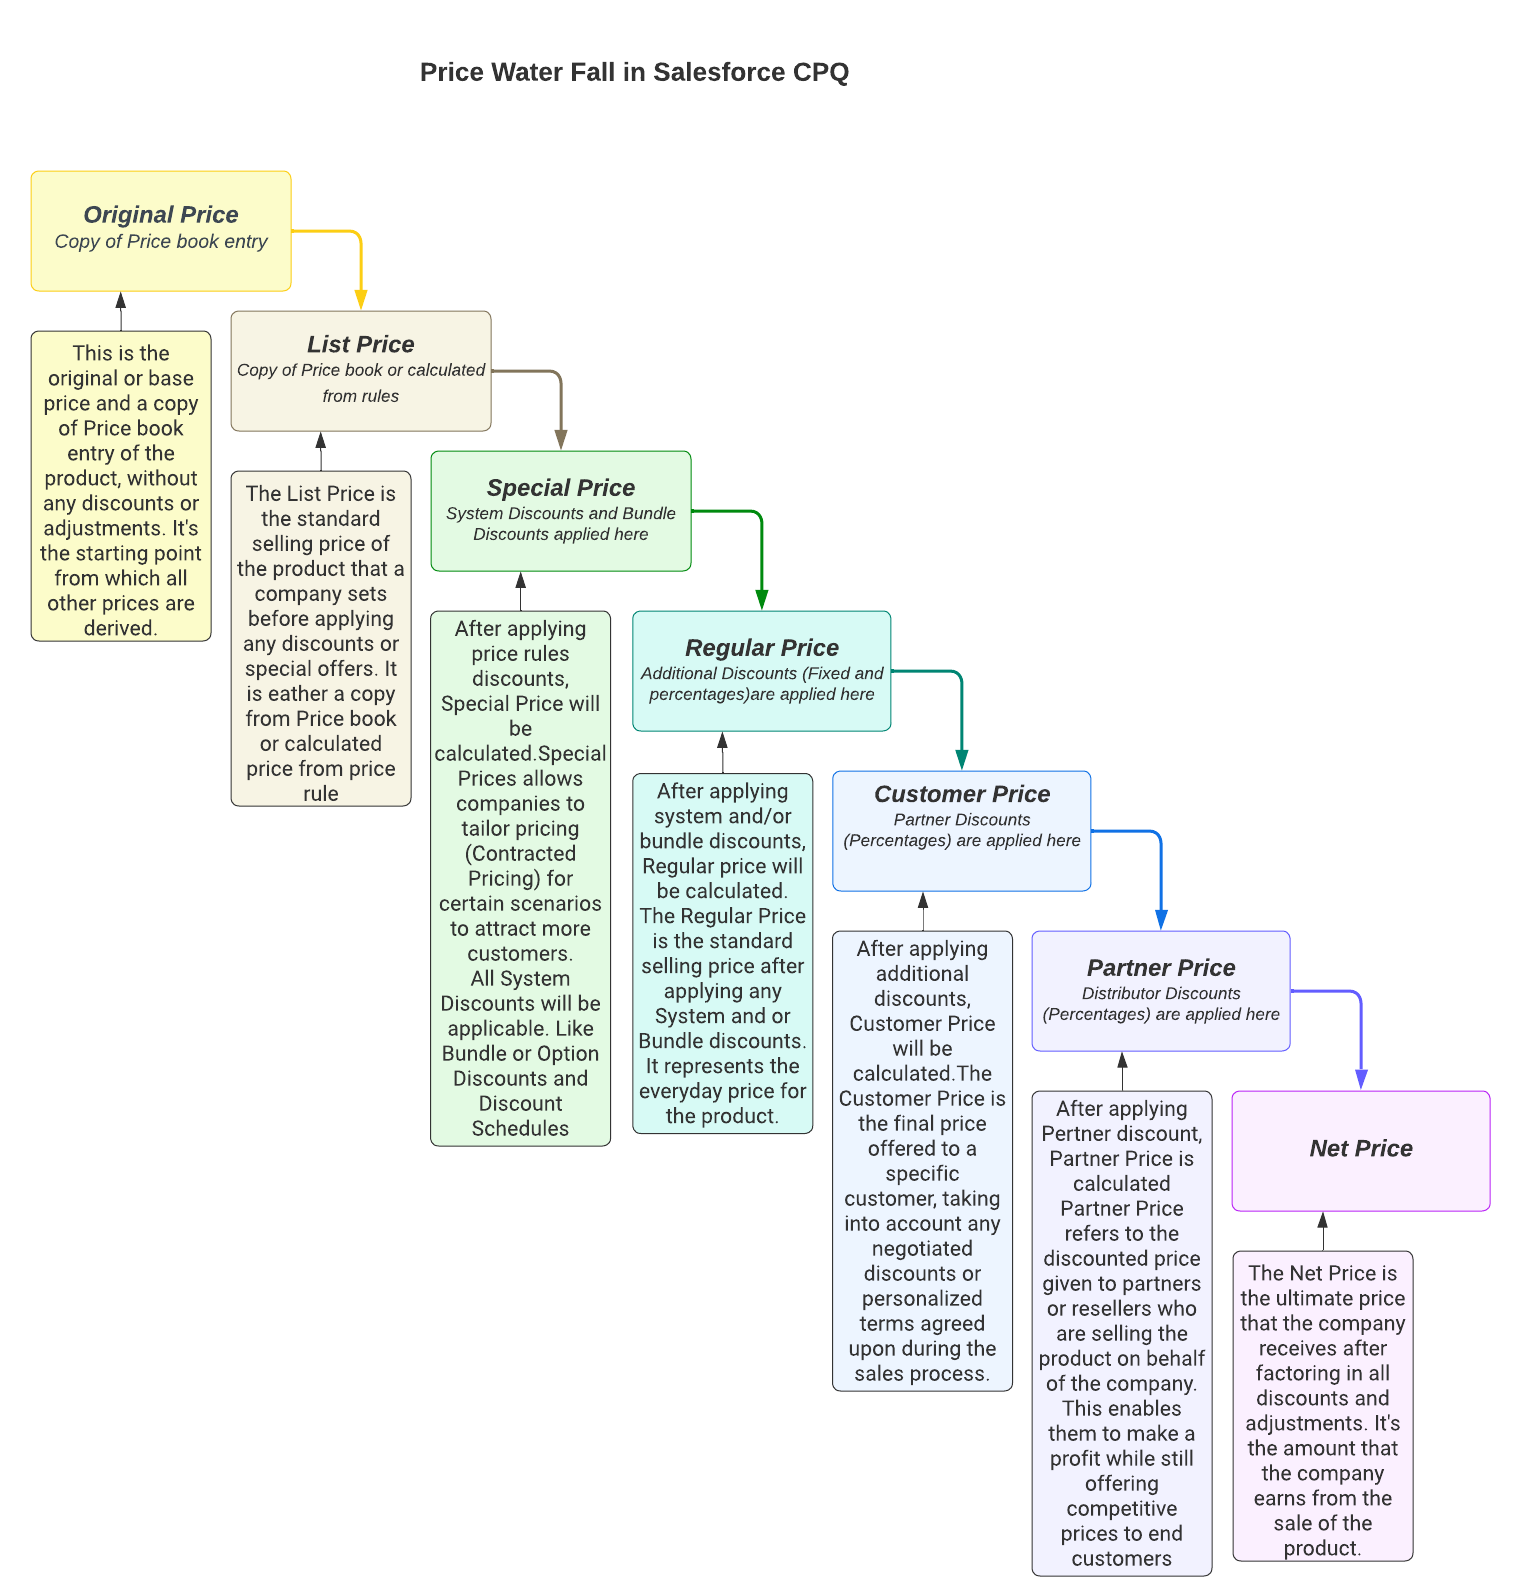 Price Water Fall in Salesforce CPQ
Original Price
Copy of Price book entry
This is the
original or base
price and a copy
of Price book
entry of the
product, without
any discounts or
adjustments. It's
the starting point
from which all
other prices are
derived.
List Price
Copy of Price book or calculated
from rules
The List Price is
the standard
selling price of
the product that a
company sets
before applying
any discounts or
special offers. It
is eather a copy
from Price book
or calculated
price from price
rule
Special Price
System Discounts and Bundle
Discounts applied here
After applying
price rules
discounts,
Special Price will
be
calculated.Special
Prices allows
companies to
tailor pricing
(Contracted
Pricing) for
certain scenarios
to attract more
customers.
All System
Discounts will be
applicable. Like
Bundle or Option
Discounts and
Discount
Schedules
Regular Price
Additional Discounts (Fixed and
percentages)are applied here
After applying
system and/or
bundle discounts,
Regular price will
be calculated.
The Regular Price
is the standard
selling price after
applying any
System and or
Bundle discounts.
It represents the
everyday price for
the product.
Customer Price
Partner Discounts
(Percentages) are applied here
After applying
additional
discounts,
Customer Price
will be
calculated.The
Customer Price is
the final price
offered to a
specific
customer, taking
into account any
negotiated
discounts or
personalized
terms agreed
upon during the
sales process.
Partner Price
Distributor Discounts
(Percentages) are applied here
After applying
Pertner discount,
Partner Price is
calculated
Partner Price
refers to the
discounted price
given to partners
or resellers who
are selling the
product on behalf
of the company.
This enables
them to make a
profit while still
offering
competitive
prices to end
customers
Net Price
The Net Price is
the ultimate price
that the company
receives after
factoring in all
discounts and
adjustments. It's
the amount that
the company
earns from the
sale of the
product.